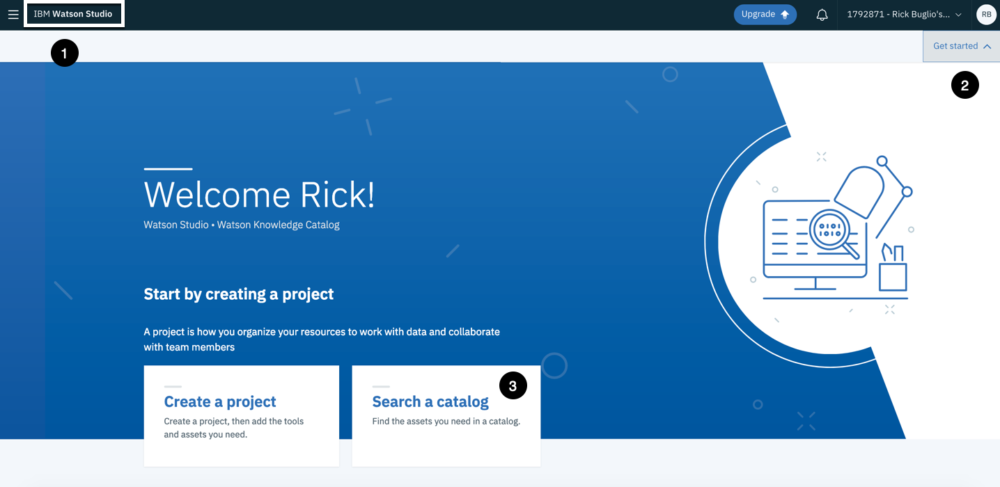 IBM Watson Studio
Upgrade
1792871 - Rick Buglio's...
RB
1
Get started
2
Welcome Rick!
Watson Studio • Watson Knowledge Catalog
Start by creating a project
A project is how you organize your resources to work with data and collaborate
with team members
3
Create a project
Create a project, then add the tools
and assets you need.
Search a catalog
Find the assets you need in a catalog.